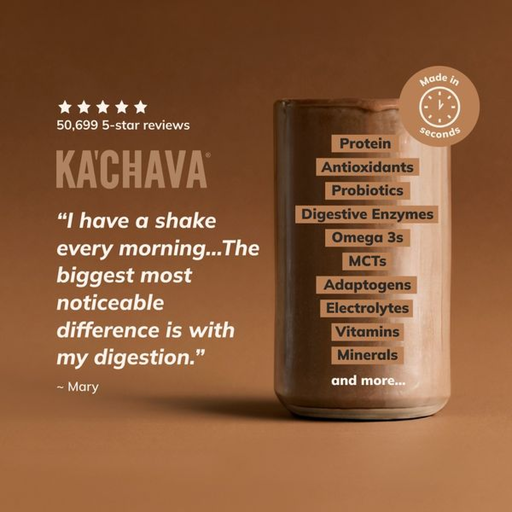 50,699 5-star reviews
KA'CHAVA®
“I have a shake
every morning...The
biggest most
noticeable
difference is with
my digestion.”
~ Mary
Made in
seconds
Protein
Antioxidants
Probiotics
Digestive Enzymes
Omega 3s
MCTs
Adaptogens
Electrolytes
Vitamins
Minerals
and more...